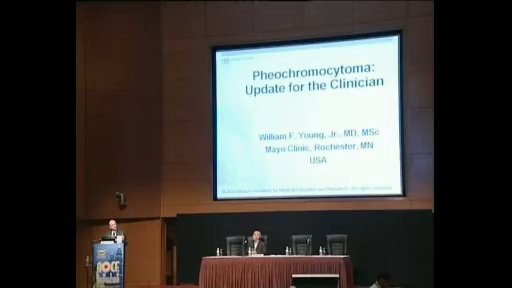 Pheochromocytoma:
Update for the Clinician
William F. Young, Jr., MD, MSc
Mayo Clinic, Rochester, MN
USA